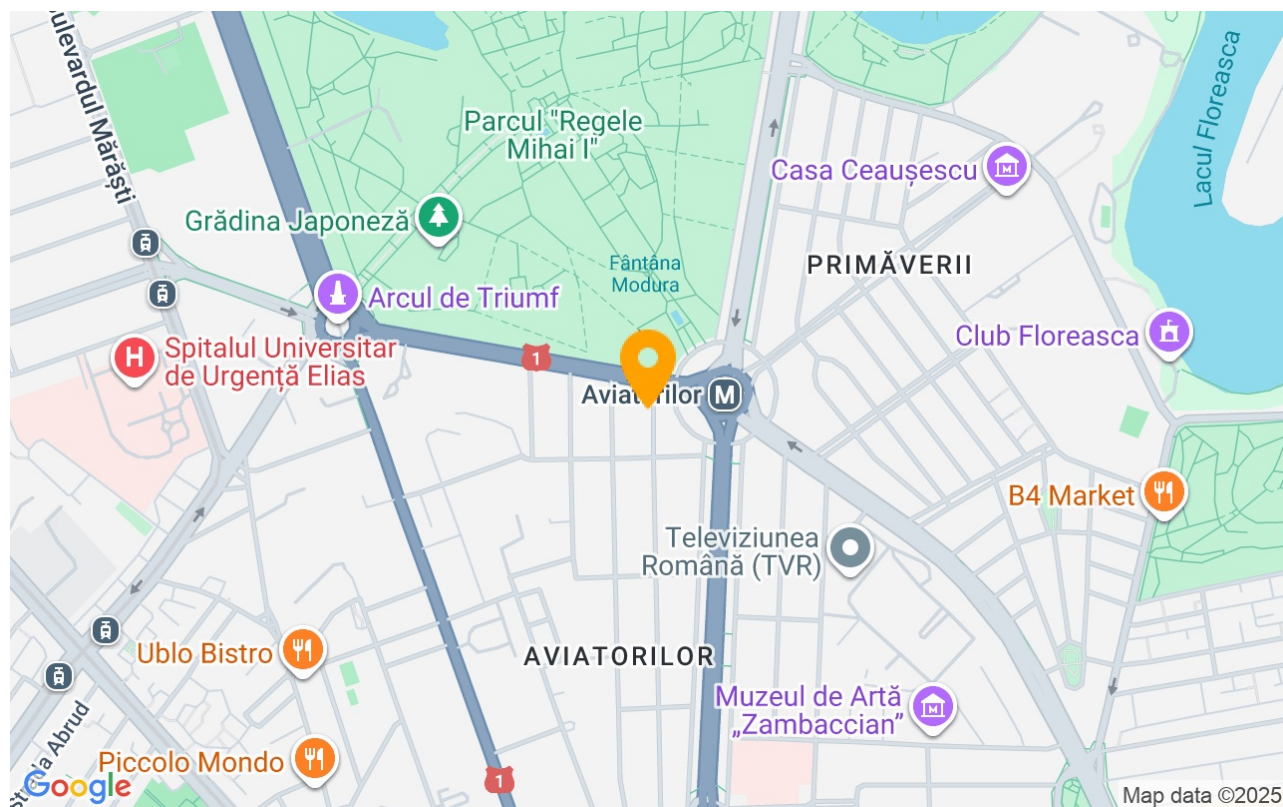 Bulevardul Mărăști
Parcul "Regele
Mihai I"
Lacul Floreasca
Casa Ceaușescu
Grădina Japoneză
PRIMĂVERII
Fântâna
Modura
Arcul de Triumf
Club Floreasca
Spitalul Universitar
de Urgență Elias
H
1
Aviatorilor
M
B4 Market
Televiziunea
Română (TVR)
Ublo Bistro
AVIATORILOR
Muzeul de Artă
„Zambaccian”
Strada Abrud
Piccolo Mondo
1
Google
Map data ©2025